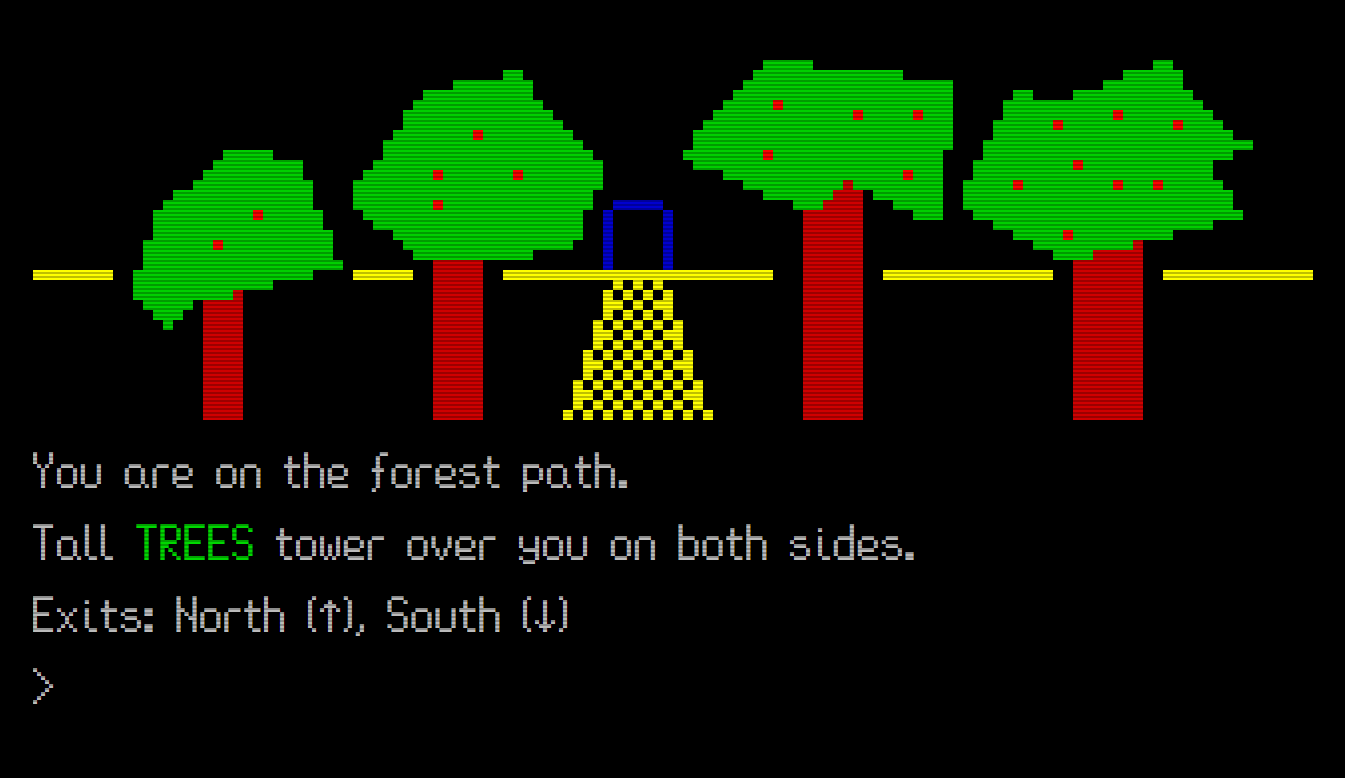 You are on the forest path.
Tall TREES tower over you on both sides.
Exits: North (↑), South (↓)
>